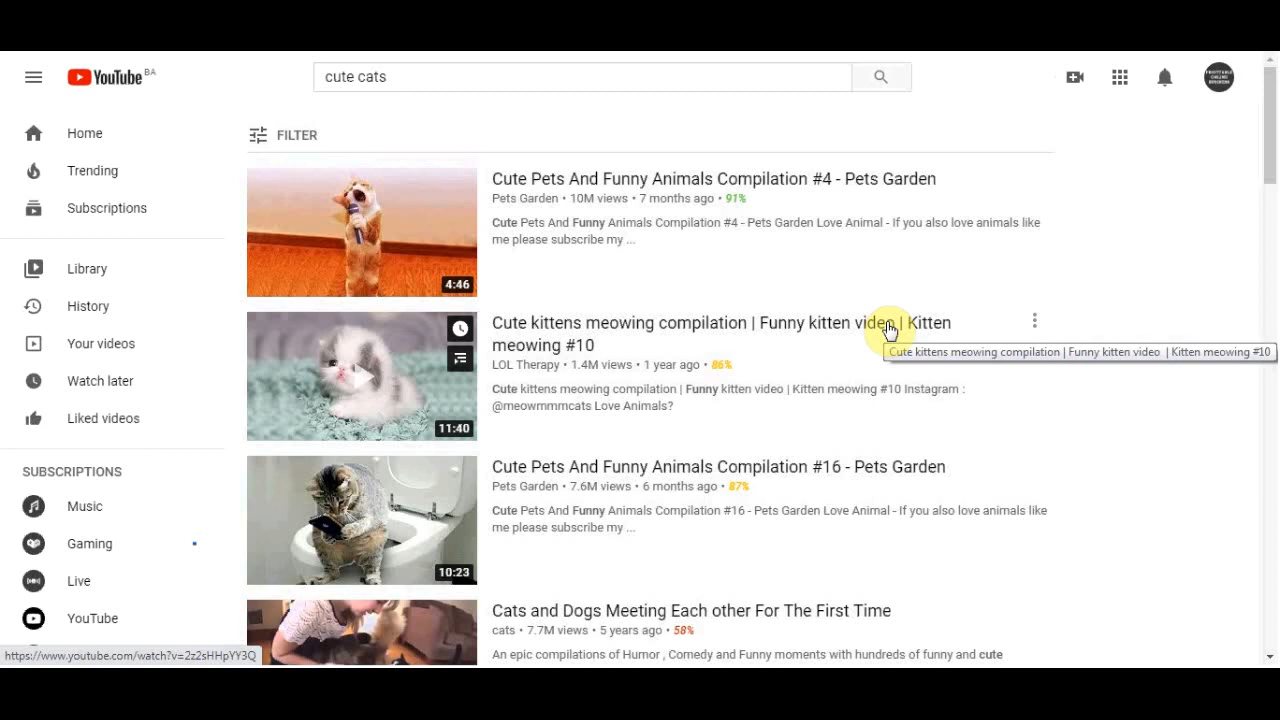 YouTube BA
cute cats
PROFITABLE ONLINE
Home
Trending
Subscriptions
Library
History
Your videos
Watch later
Liked videos
SUBSCRIPTIONS
Music
Gaming
Live
YouTube
https://www.youtube.com/watch?v=2z2sHHpYY3Q
FILTER
4:46
Cute Pets And Funny Animals Compilation #4 - Pets Garden
Pets Garden • 10M views • 7 months ago • 91%
Cute Pets And Funny Animals Compilation #4 - Pets Garden Love Animal - If you also love animals like
me please subscribe my ...
11:40
Cute kittens meowing compilation | Funny kitten video | Kitten
meowing #10
Cute kittens meowing compilation | Funny kitten video | Kitten meowing #10
LOL Therapy • 1.4M views • 1 year ago • 86%
Cute kittens meowing compilation | Funny kitten video | Kitten meowing #10 Instagram :
@meowmmmcats Love Animals?
10:23
Cute Pets And Funny Animals Compilation #16 - Pets Garden
Pets Garden • 7.6M views • 6 months ago • 87%
Cute Pets And Funny Animals Compilation #16 - Pets Garden Love Animal - If you also love animals like
me please subscribe my ...
Cats and Dogs Meeting Each other For The First Time
cats • 7.7M views • 5 years ago • 58%
An epic compilations of Humor , Comedy and Funny moments with hundreds of funny and cute